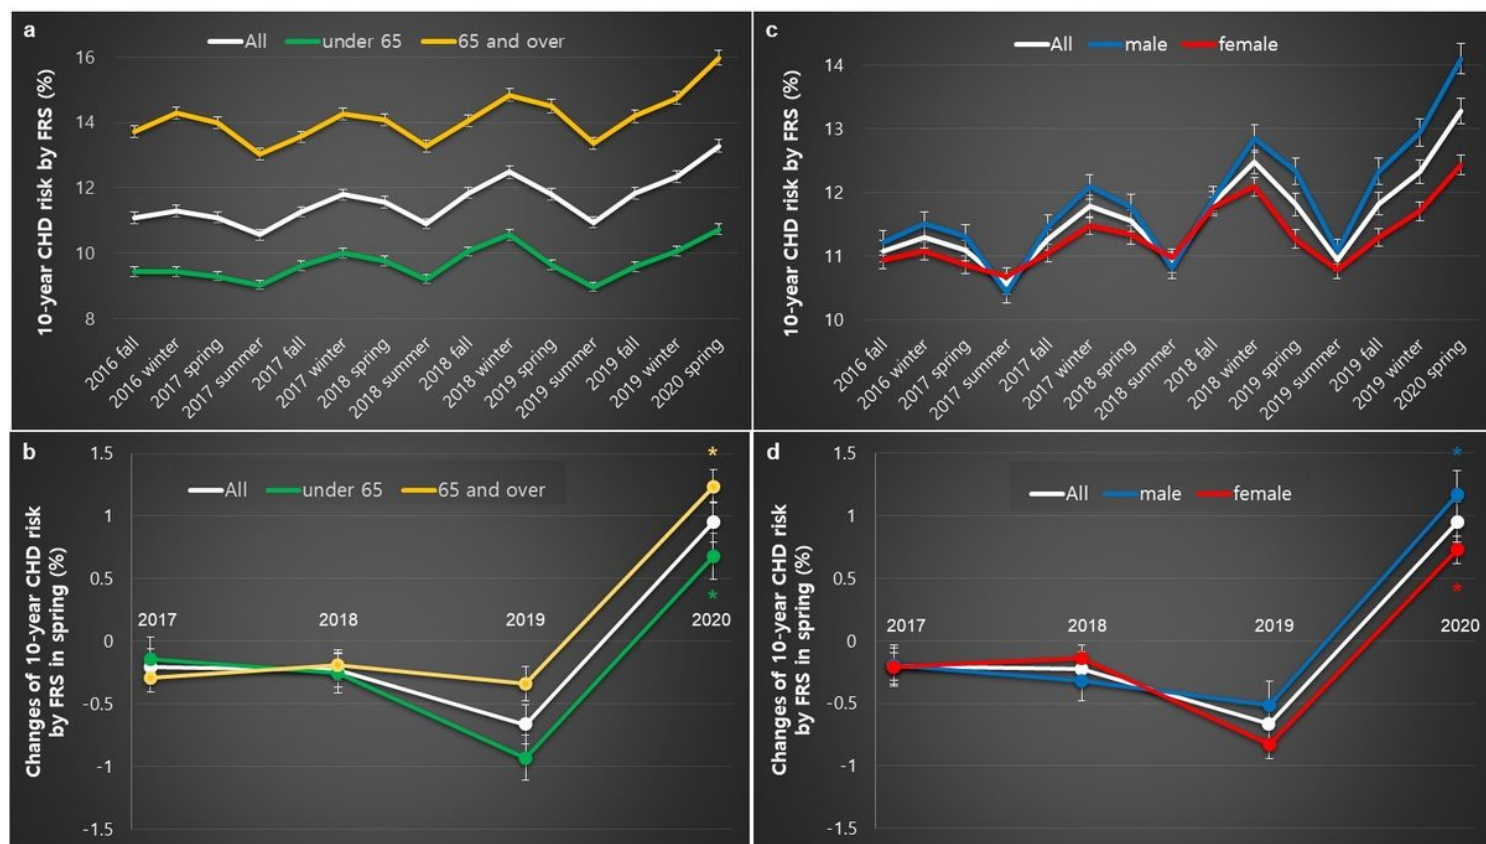 a
All under 65 65 and over
10-year CHD risk by FRS (%)
16
14
12
10
8
2016 fall
2016 winter
2017 spring
2017 summer
2017 fall
2017 winter
2018 spring
2018 summer
2018 fall
2018 winter
2019 spring
2019 summer
2019 fall
2019 winter
2020 spring
c
All male female
10-year CHD risk by FRS (%)
14
13
12
11
10
2016 fall
2016 winter
2017 spring
2017 summer
2017 fall
2017 winter
2018 spring
2018 summer
2018 fall
2018 winter
2019 spring
2019 summer
2019 fall
2019 winter
2020 spring
b
All under 65 65 and over
Changes of 10-year CHD risk
by FRS in spring (%)
1.5
1
0.5
0
-0.5
-1
-1.5
2017 2018 2019 2020
*
*
d
All male female
Changes of 10-year CHD risk
by FRS in spring (%)
1.5
1
0.5
0
-0.5
-1
-1.5
2017 2018 2019 2020
*
*